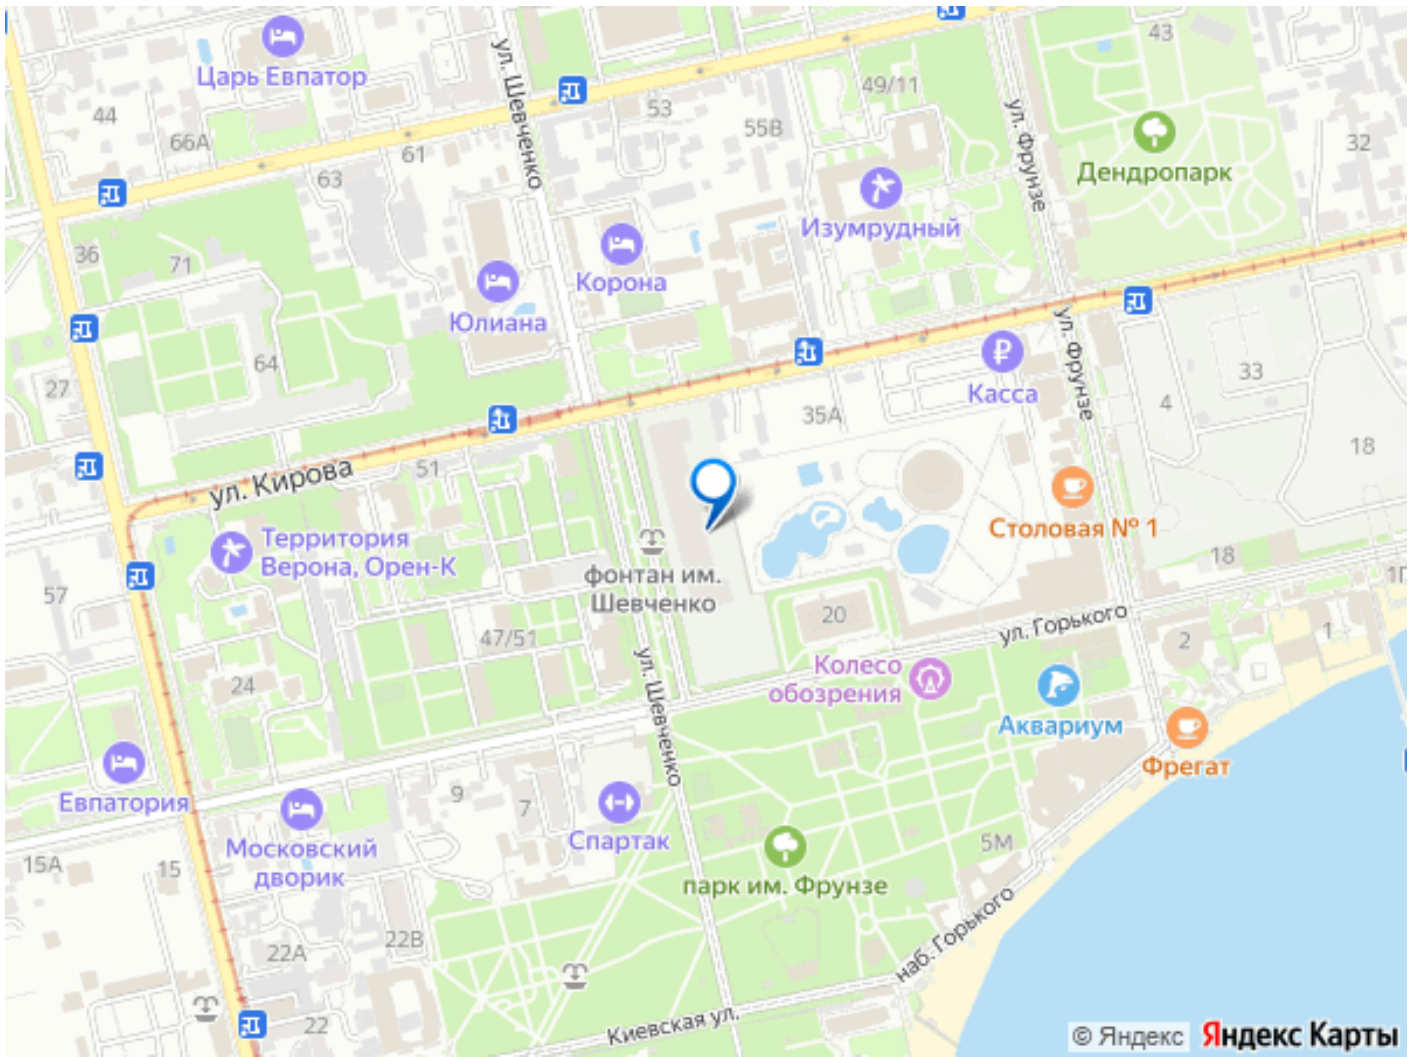 43
Царь Евпатор
ул. Шевченко
49/11
53
44
ул. Фрунзе
55В
66А
61
32
Дендропарк
63
Изумрудный
36
71
Корона
Юлиана
ул. Фрунзе
64
33
27
Касса
4
35А
18
51
ул. Кирова
Столовая № 1
Территория
Верона, Орен-К
18
фонтан им.
Шевченко
57
1П
20
ул. Горького
47/51
2
1
ул. Шевченко
Колесо
обозрения
24
Аквариум
Фрегат
Евпатория
9
7
Спартак
Московский
дворик
5М
15А
15
парк им. Фрунзе
22В
22А
наб. Горького
22
Киевская ул.
© Яндекс Яндекс Карты